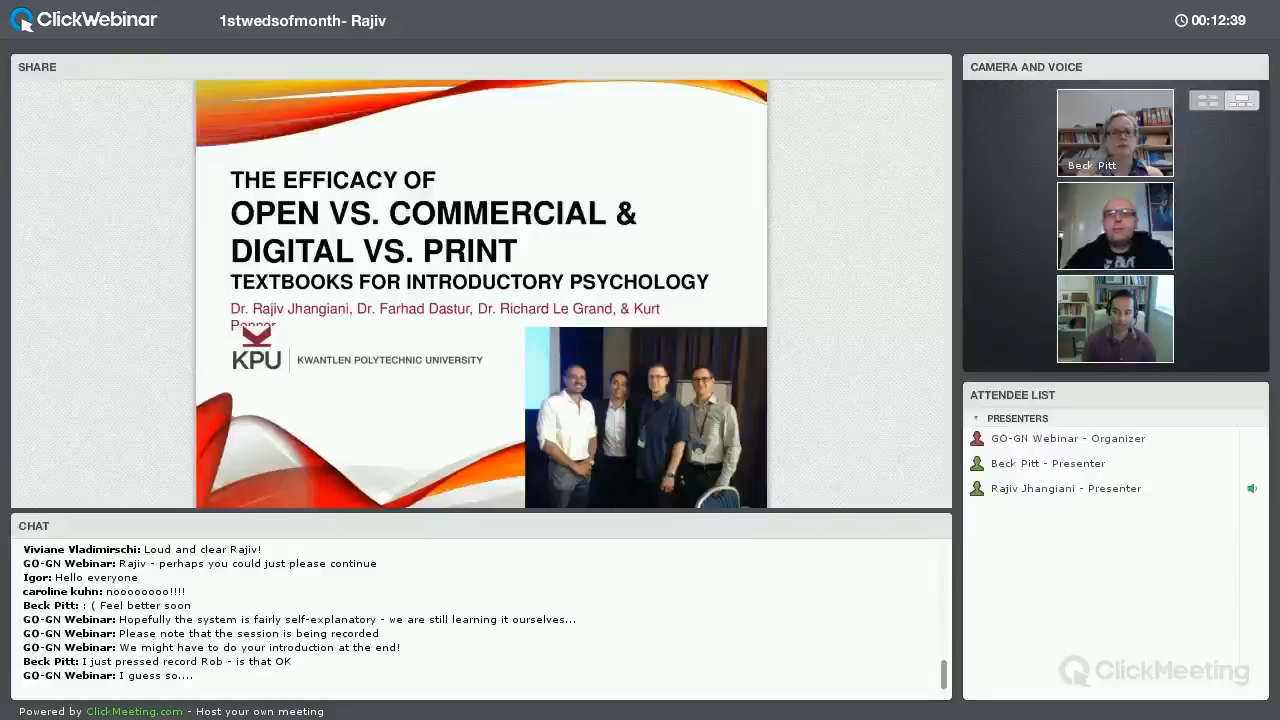 ClickWebinar
1stwedsofmonth- Rajiv
00:12:39
SHARE
THE EFFICACY OF
OPEN VS. COMMERCIAL &
DIGITAL VS. PRINT
TEXTBOOKS FOR INTRODUCTORY PSYCHOLOGY
Dr. Rajiv Jhangiani, Dr. Farhad Dastur, Dr. Richard Le Grand, & Kurt
Penner
KPU
KWANTLEN POLYTECHNIC UNIVERSITY
CAMERA AND VOICE
Beck Pitt
ATTENDEE LIST
PRESENTERS
GO-GN Webinar - Organizer
Beck Pitt - Presenter
Rajiv Jhangiani - Presenter
ClickMeeting
CHAT
Viviane Vladimirschi: Loud and clear Rajiv!
GO-GN Webinar: Rajiv - perhaps you could just please continue
Igor: Hello everyone
caroline kuhn: noooooooo!!!!
Beck Pitt: : ( Feel better soon
GO-GN Webinar: Hopefully the system is fairly self-explanatory - we are still learning it ourselves...
GO-GN Webinar: Please note that the session is being recorded
GO-GN Webinar: We might have to do your introduction at the end!
Beck Pitt: I just pressed record Rob - is that OK
GO-GN Webinar: I guess so....
Powered by ClickMeeting.com - Host your own meeting